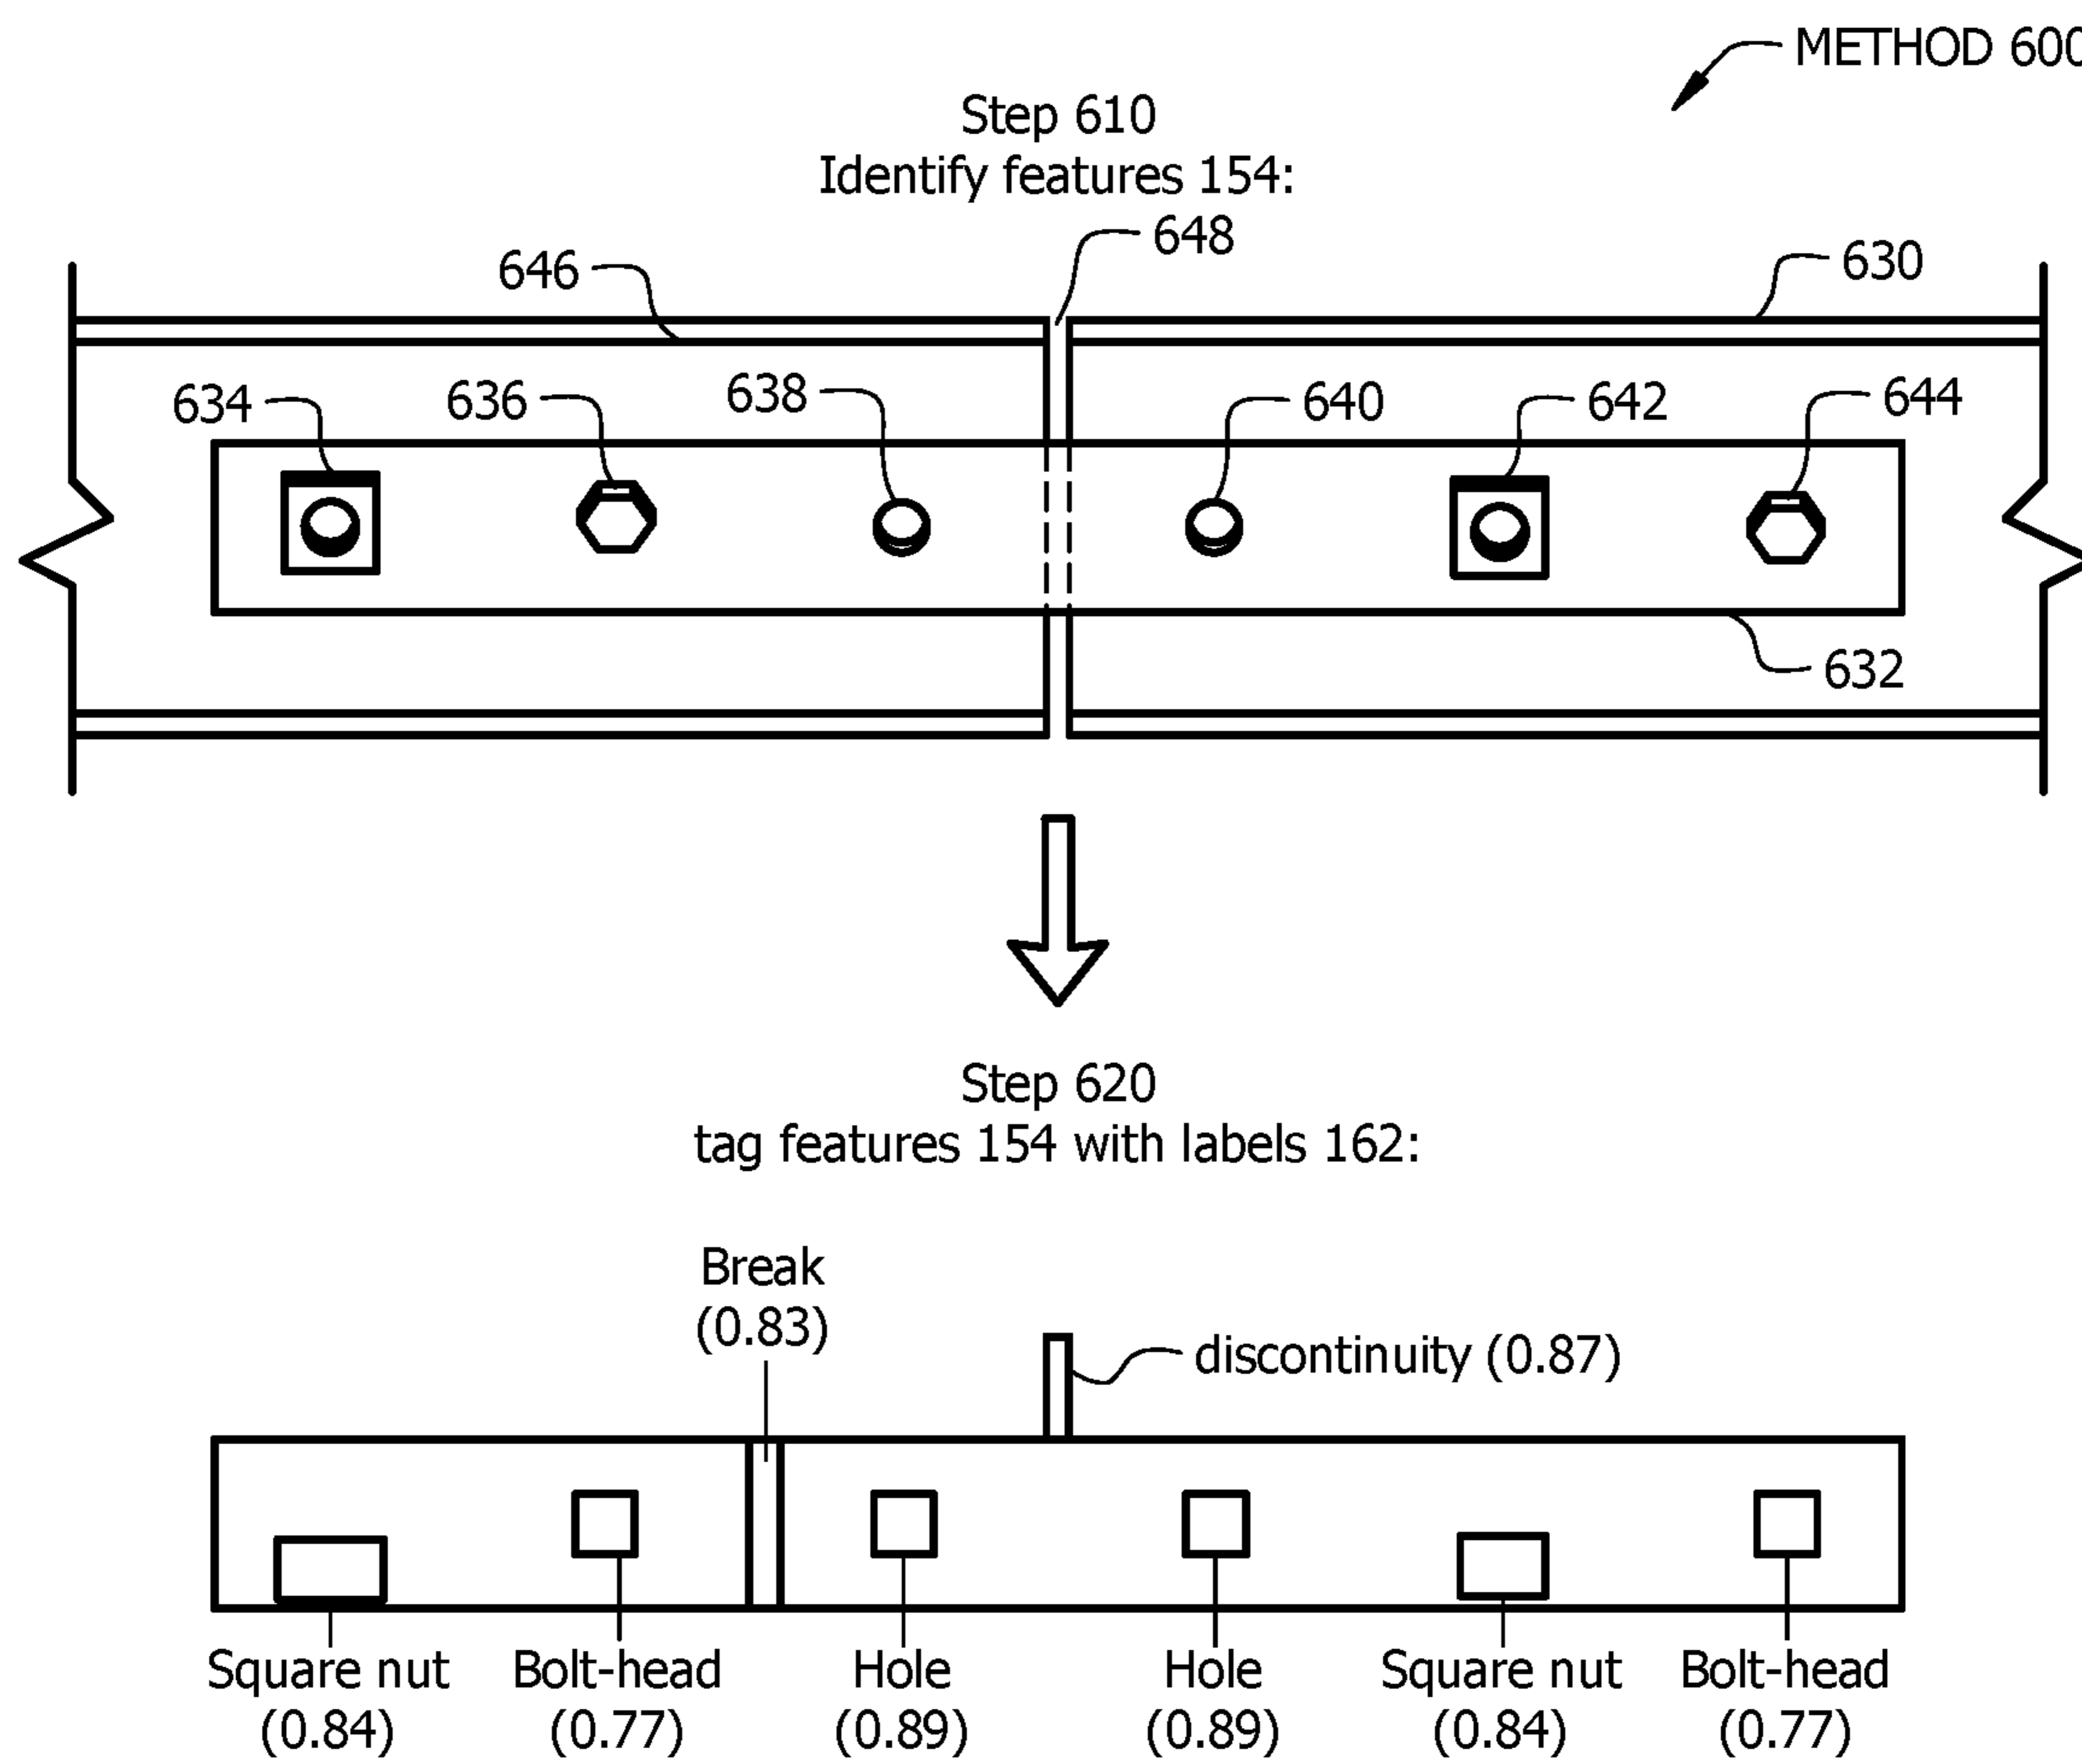 METHOD 600
Step 610
Identify features 154:
648
646
630
634
636
638
640
642
644
632
Step 620
tag features 154 with labels 162:
Break
(0.83)
discontinuity (0.87)
Square nut
(0.84)
Bolt-head
(0.77)
Hole
(0.89)
Hole
(0.89)
Square nut
(0.84)
Bolt-head
(0.77)